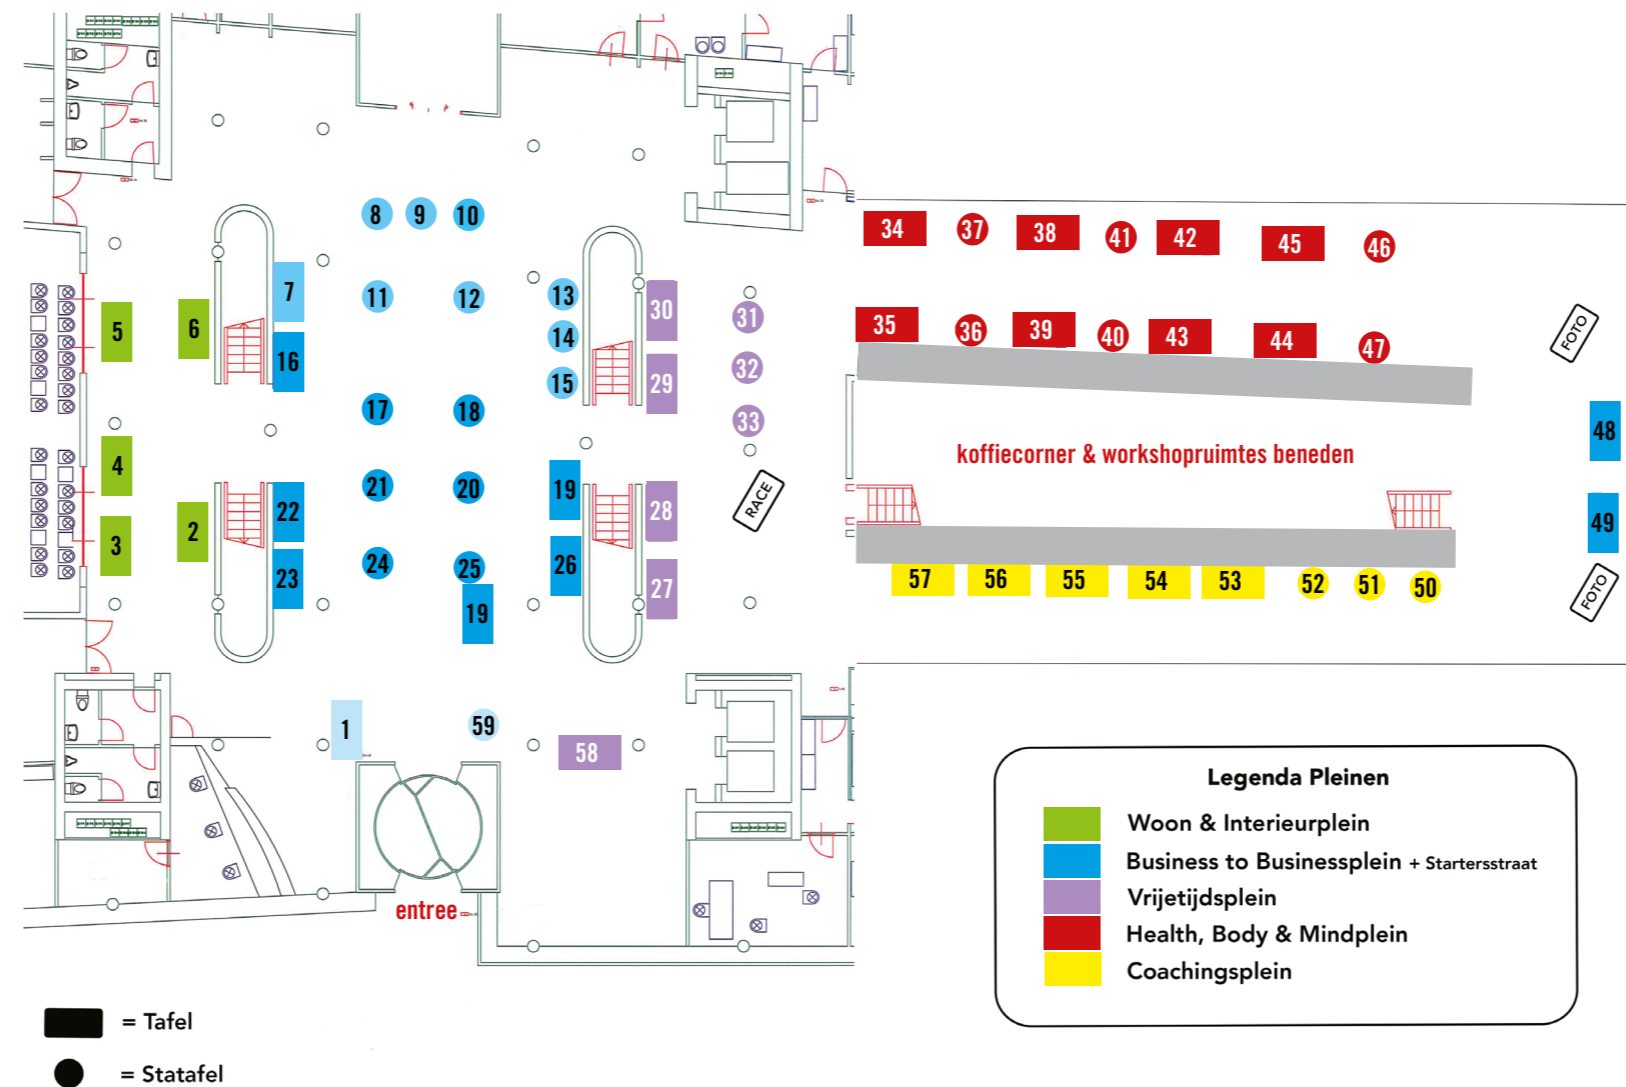 8 9 10
34 37 38 41 42 45 46
7 11 12 13 30 31
5 6 14 35 36 39 40 43 44 47
FOTO
16 15 29 32
17 18 33
48
koffiecorner & workshopruimtes beneden
4 21 20 19 28 RACE
3 2 22 49
23 24 25 26 27
57 56 55 54 53 52 51 50
FOTO
19
1 59
58
entree
Legenda Pleinen
Woon & Interieurplein
Business to Businessplein + Startersstraat
Vrijetijdsplein
Health, Body & Mindplein
Coachingsplein
= Tafel
= Statafel